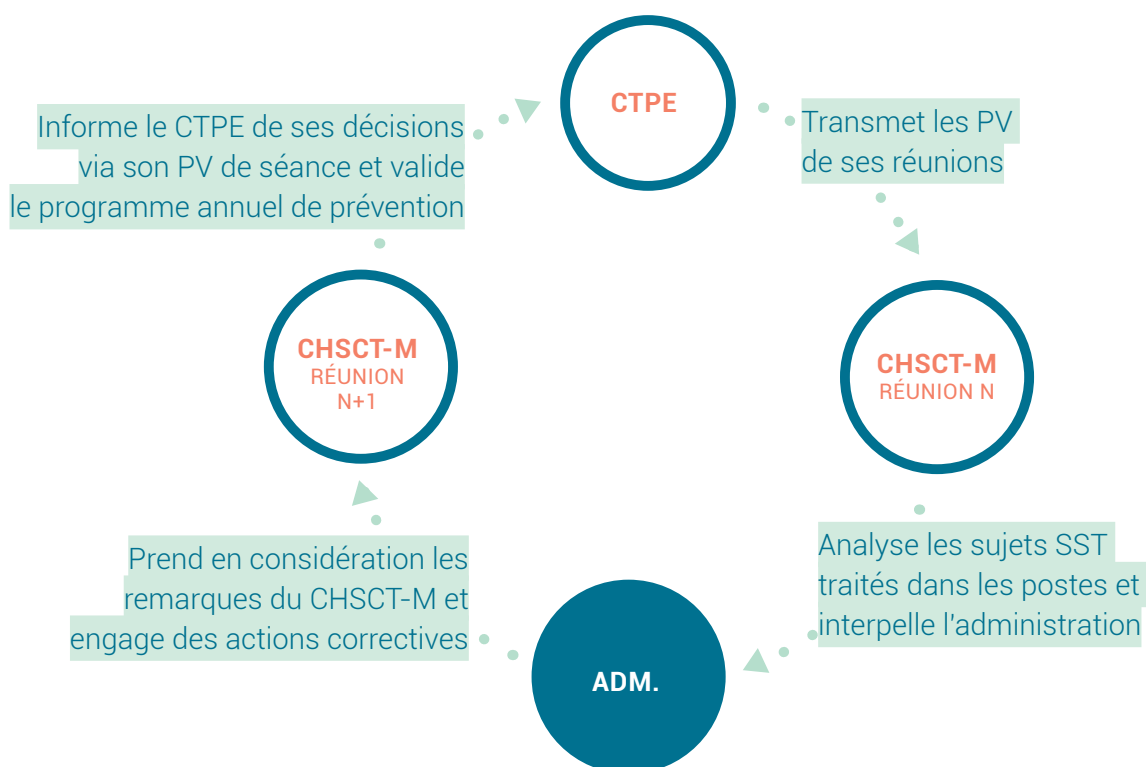 CTPE
Transmet les PV
de ses réunions
CHSCT-M
RÉUNION N
Analyse les sujets SST
traités dans les postes et
interpelle l'administration
ADM.
Prend en considération les
remarques du CHSCT-M et
engage des actions correctives
CHSCT-M
RÉUNION
N+1
Informe le CTPE de ses décisions
via son PV de séance et valide
le programme annuel de prévention